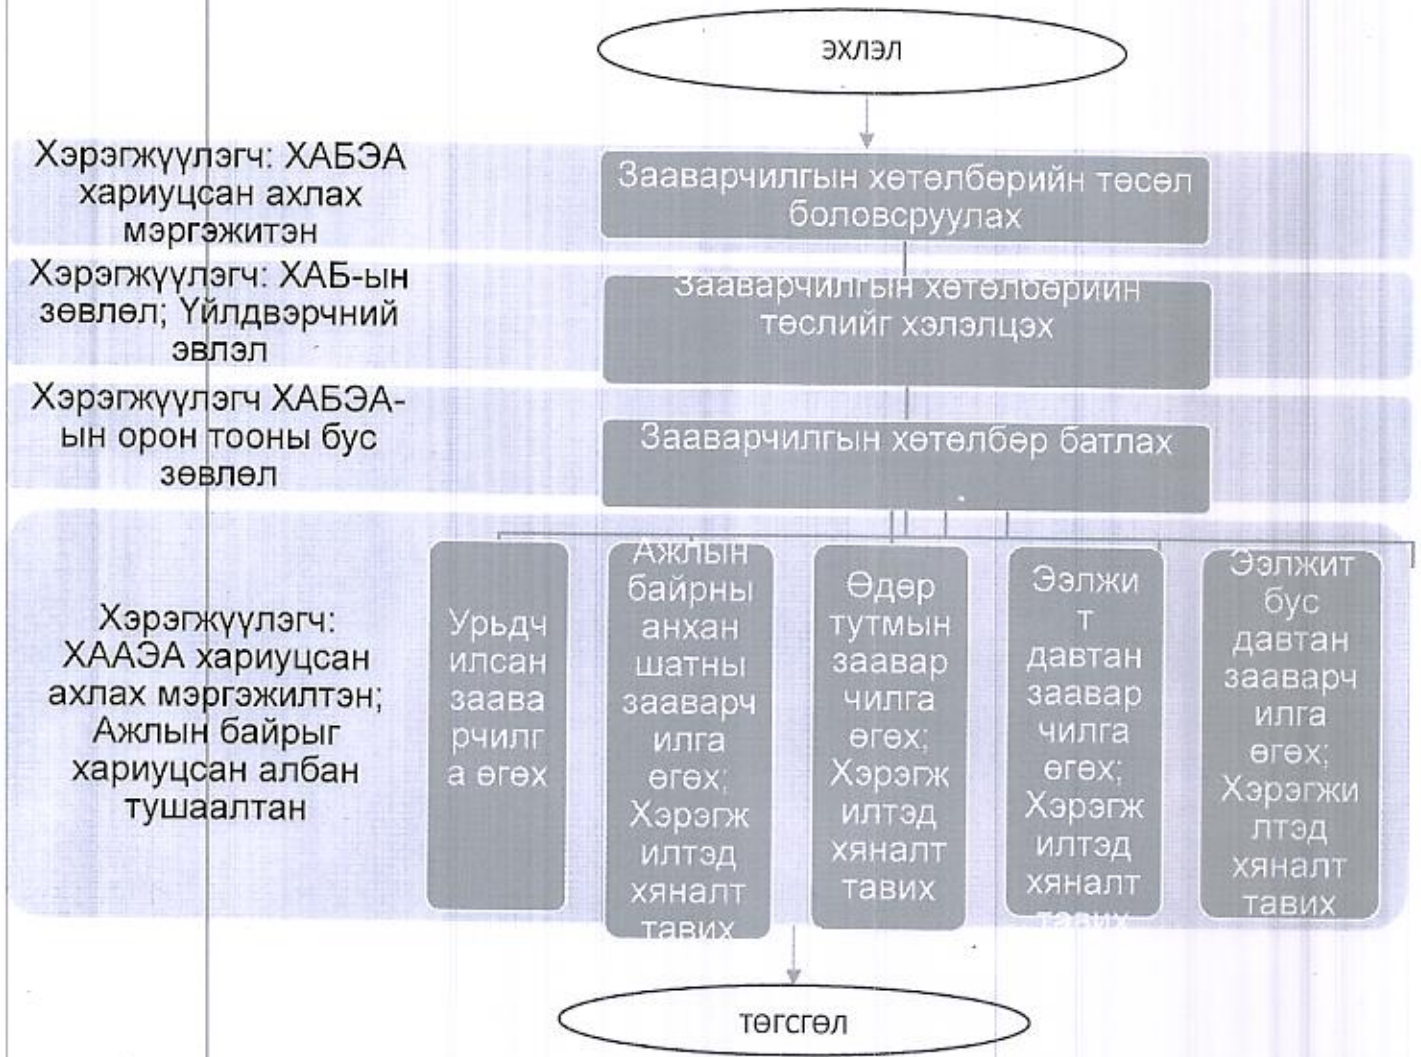 ЭХЛЭЛ
Хэрэгжүүлэгч: ХАБЭА
хариуцсан ахлах
мэргэжитэн
Зааварчилгын хөтөлбөрийн төсөл
боловсруулах
Хэрэгжүүлэгч: ХАБ-ын
зөвлөл; Үйлдвэрчний
эвлэл
Зааварчилгын хөтөлбөрийн
төслийг хэлэлцэх
Хэрэгжүүлэгч ХАБЭА-
ын орон тооны бус
зөвлөл
Зааварчилгын хөтөлбөр батлах
Хэрэгжүүлэгч:
ХААЭА хариуцсан
ахлах мэргэжилтэн;
Ажлын байрыг
хариуцсан албан
тушаалтан
Урьдч
илсан
заава
рчилг
а өгөх
Ажлын
байрны
анхан
шатны
зааварч
илга
өгөх;
Хэрэгж
илтэд
хяналт
тавих
Өдөр
тутмын
заавар
чилга
өгөх;
Хэрэгж
илтэд
хяналт
тавих
Ээлжи
т
давтан
заавар
чилга
өгөх;
Хэрэгж
илтэд
хяналт
тавих
Ээлжит
бус
давтан
зааварч
илга
өгөх;
Хэрэгжи
лтэд
хяналт
тавих
төгсгөл